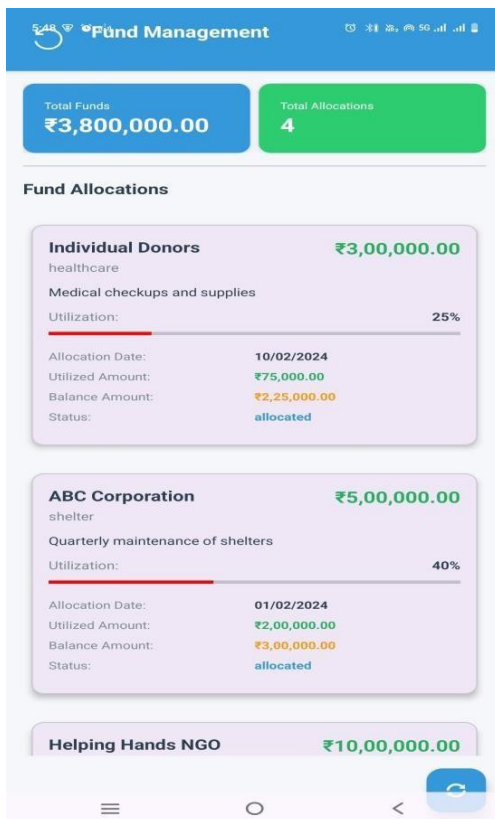 5:48
Fund Management
5G
Total Funds
₹3,800,000.00
Total Allocations
4
Fund Allocations
Individual Donors
₹3,00,000.00
healthcare
Medical checkups and supplies
Utilization:
25%
Allocation Date:
10/02/2024
Utilized Amount:
₹75,000.00
Balance Amount:
₹2,25,000.00
Status:
allocated
ABC Corporation
₹5,00,000.00
shelter
Quarterly maintenance of shelters
Utilization:
40%
Allocation Date:
01/02/2024
Utilized Amount:
₹2,00,000.00
Balance Amount:
₹3,00,000.00
Status:
allocated
Helping Hands NGO
₹10,00,000.00